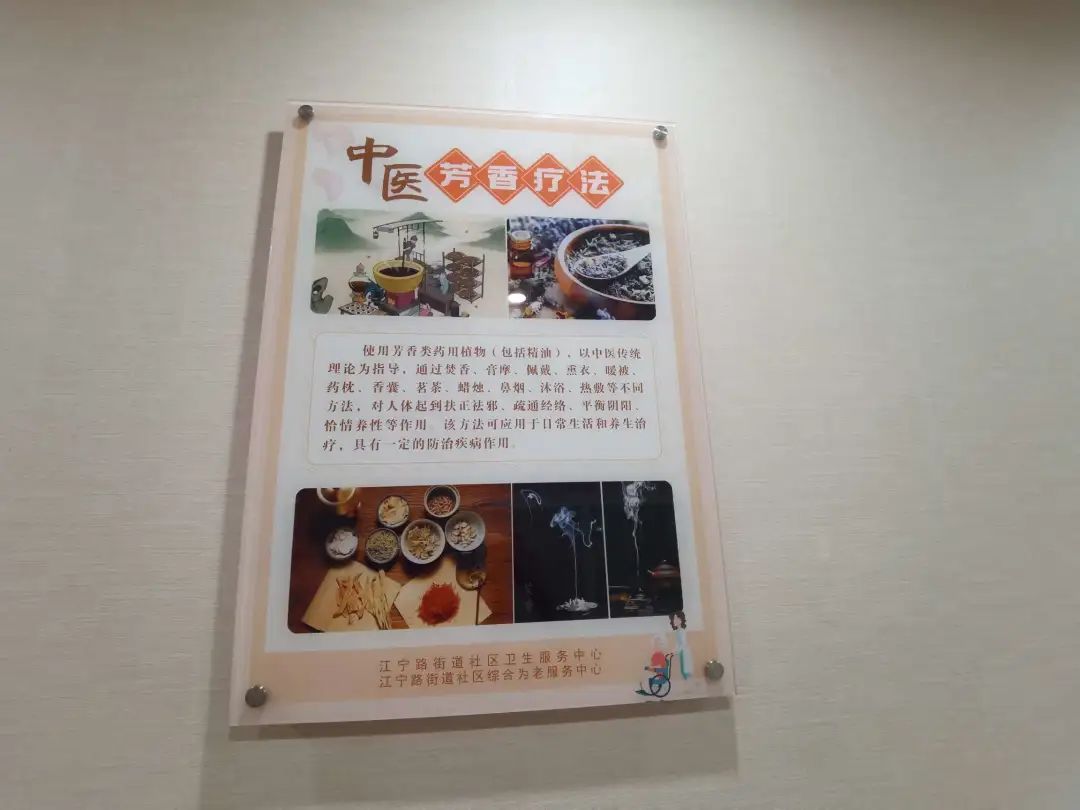 中医芳香疗法
使用芳香类药用植物（包括精油），以中医传统
理论为指导，通过焚香、膏摩、佩戴、熏衣、暖被、
药枕、香囊、茗茶、蜡烛、鼻烟、沐浴、热敷等不同
方法，对人体起到扶正祛邪、疏通经络、平衡阴阳、
怡情养性等作用。该方法可应用于日常生活和养生治
疗，具有一定的防治疾病作用。
江宁路街道社区卫生服务中心
江宁路街道社区综合为老服务中心